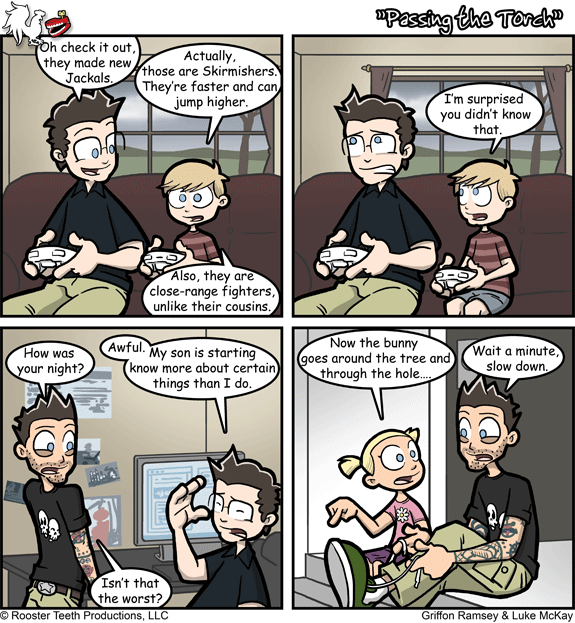 "Passing the Torch"
Oh check it out,
they made new
Jackals.
Actually,
those are Skirmishers.
They're faster and can
jump higher.
Also, they are
close-range fighters,
unlike their cousins.
I'm surprised
you didn't know
that.
How was
your night?
Awful.
My son is starting
know more about certain
things than I do.
Isn't that
the worst?
Now the bunny
goes around the tree and
through the hole....
Wait a minute,
slow down.
© Rooster Teeth Productions, LLC
Griffon Ramsey & Luke McKay